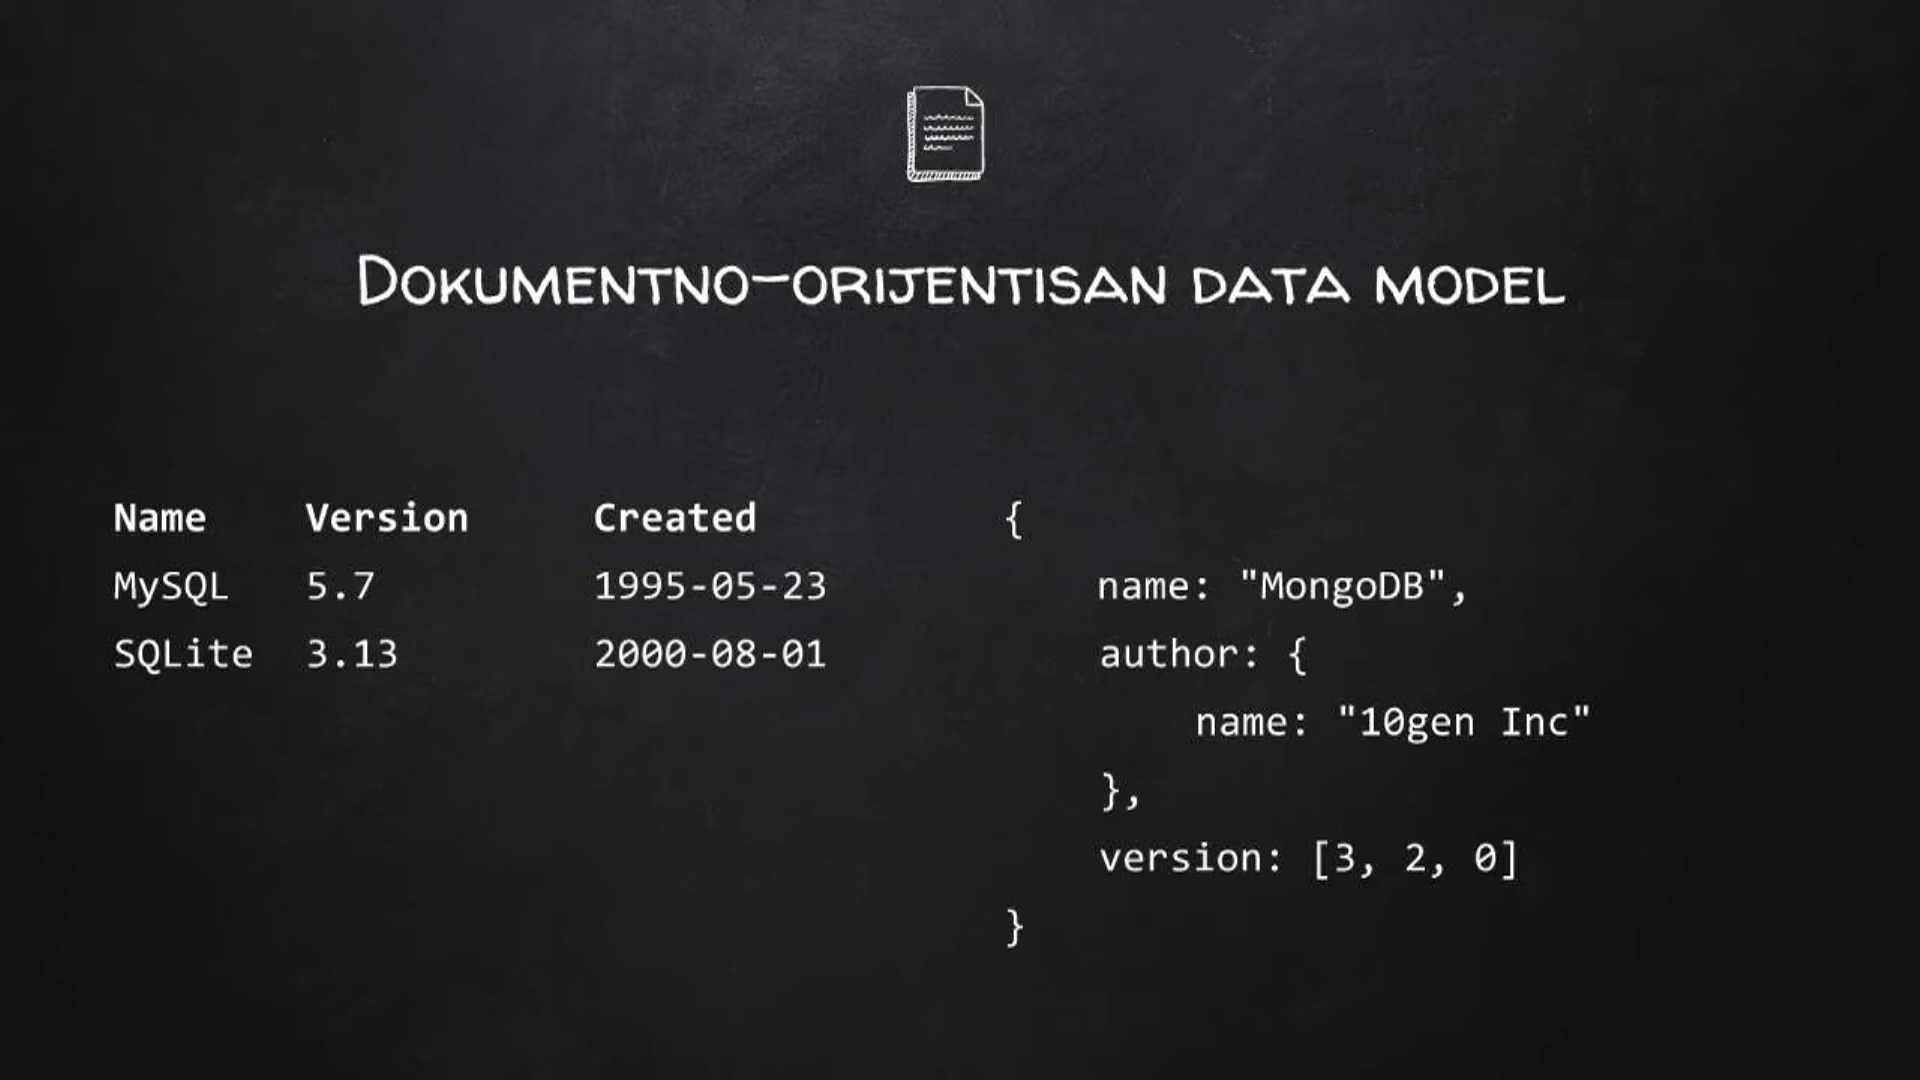 Dokumentno-orijentisan data model
Name Version Created
MySQL 5.7 1995-05-23
SQLite 3.13 2000-08-01
{
name: "MongoDB",
author: {
name: "10gen Inc"
},
version: [3, 2, 0]
}